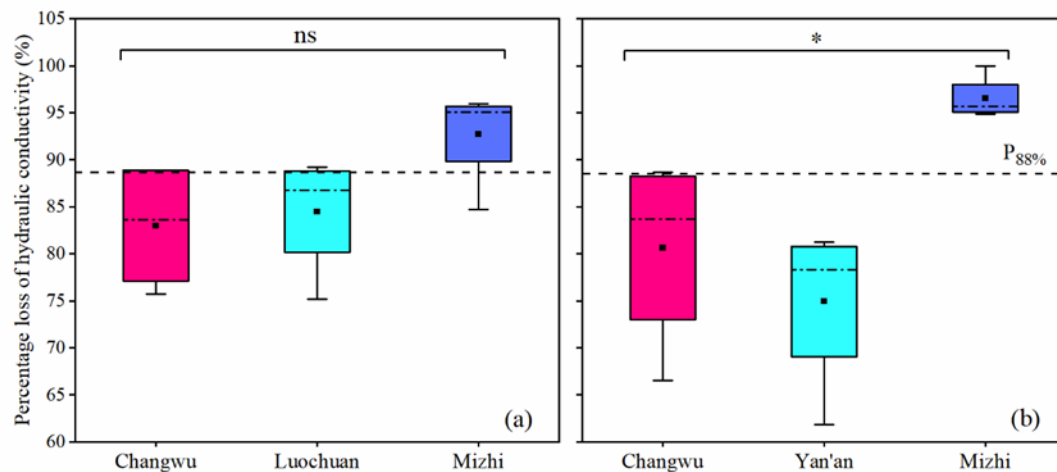 Percentage loss of hydraulic conductivity (%)
105
100
95
90
85
80
75
70
65
60
ns
(a)
Changwu Luochuan Mizhi
*
P88%
(b)
Changwu Yan'an Mizhi